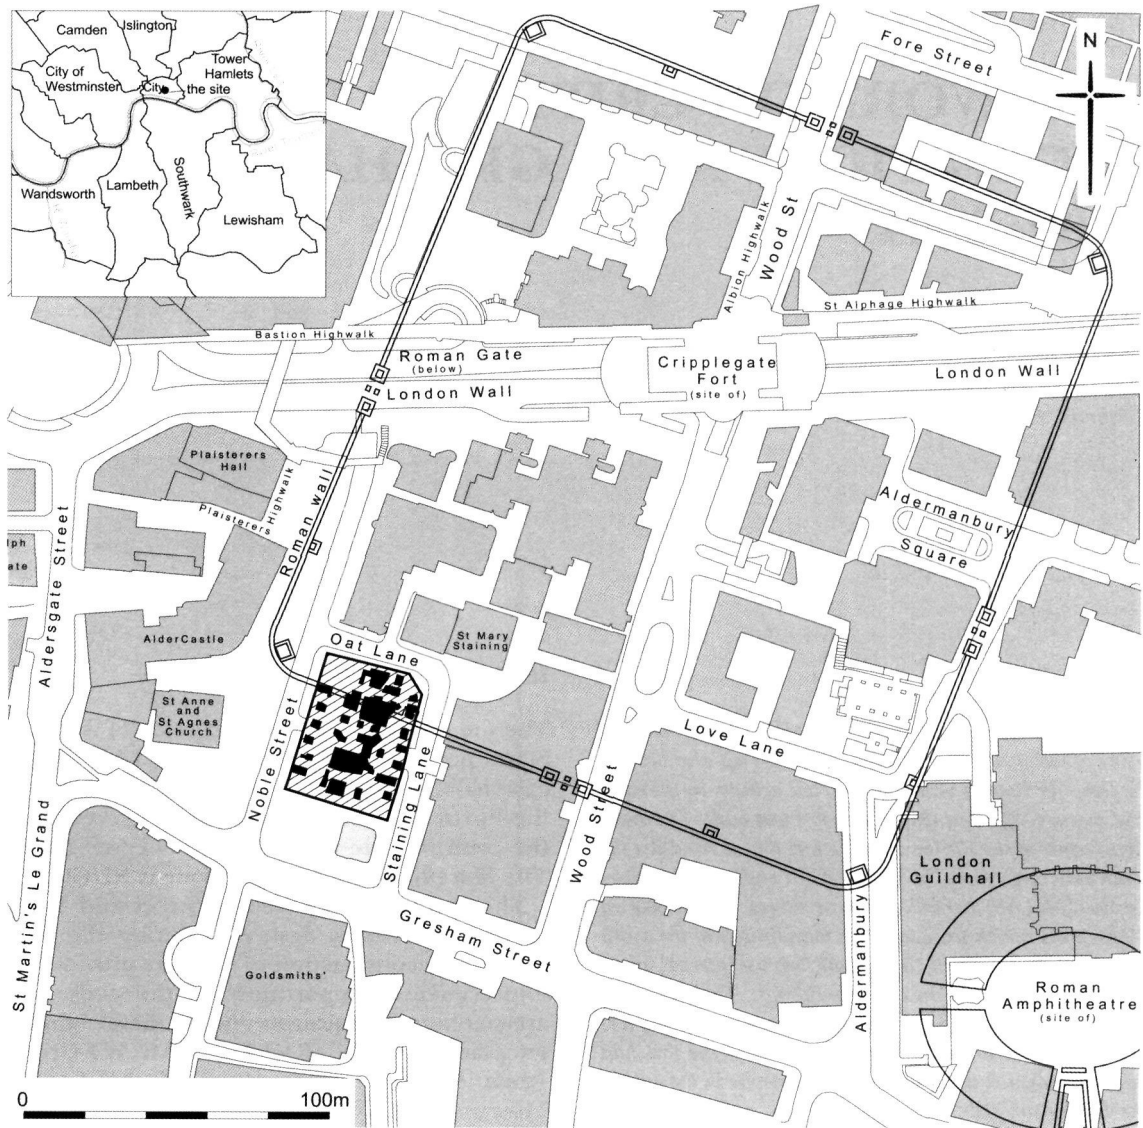 Camden
Islington
Tower
Hamlets
City of
Westminster
City
the site
Wandsworth
Lambeth
Southwark
Lewisham
Fore Street
N
Albion Highwalk
Wood St
St Alphage Highwalk
Bastion Highwalk
Roman Gate
(below)
London Wall
Cripplegate
Fort
(site of)
London Wall
Plaisterers
Hall
Plaisterers Highwalk
Roman wall
Aldermanbury
Square
Aldersgate Street
lph
ate
AlderCastle
St Mary
Staining
Oat Lane
St Anne
and
St Agnes
Church
Noble Street
Staining Lane
Love Lane
Wood Street
St Martin's Le Grand
London
Guildhall
Gresham Street
Goldsmiths'
Aldermanbury
Roman
Amphitheatre
(site of)
0 100m